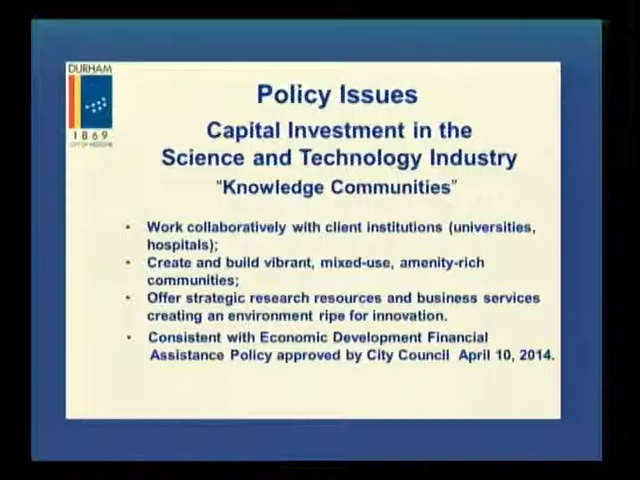 DURHAM
1869
CITY OF MEDICINE
Policy Issues
Capital Investment in the
Science and Technology Industry
“Knowledge Communities”
• Work collaboratively with client institutions (universities,
hospitals);
• Create and build vibrant, mixed-use, amenity-rich
communities;
• Offer strategic research resources and business services
creating an environment ripe for innovation.
• Consistent with Economic Development Financial
Assistance Policy approved by City Council April 10, 2014.